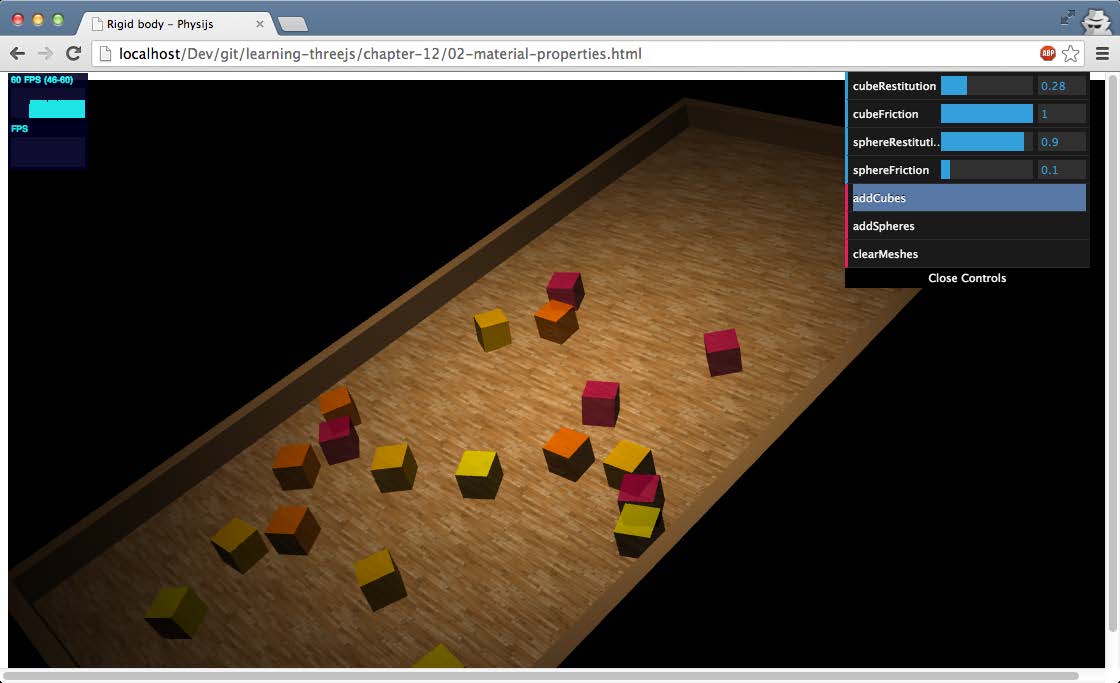 Rigid body - Physijs
localhost/Dev/git/learning-threejs/chapter-12/02-material-properties.html
ABP
60 FPS (46-60)
FPS
cubeRestitution 0.28
cubeFriction 1
sphereRestituti.. 0.9
sphereFriction 0.1
addCubes
addSpheres
clearMeshes
Close Controls